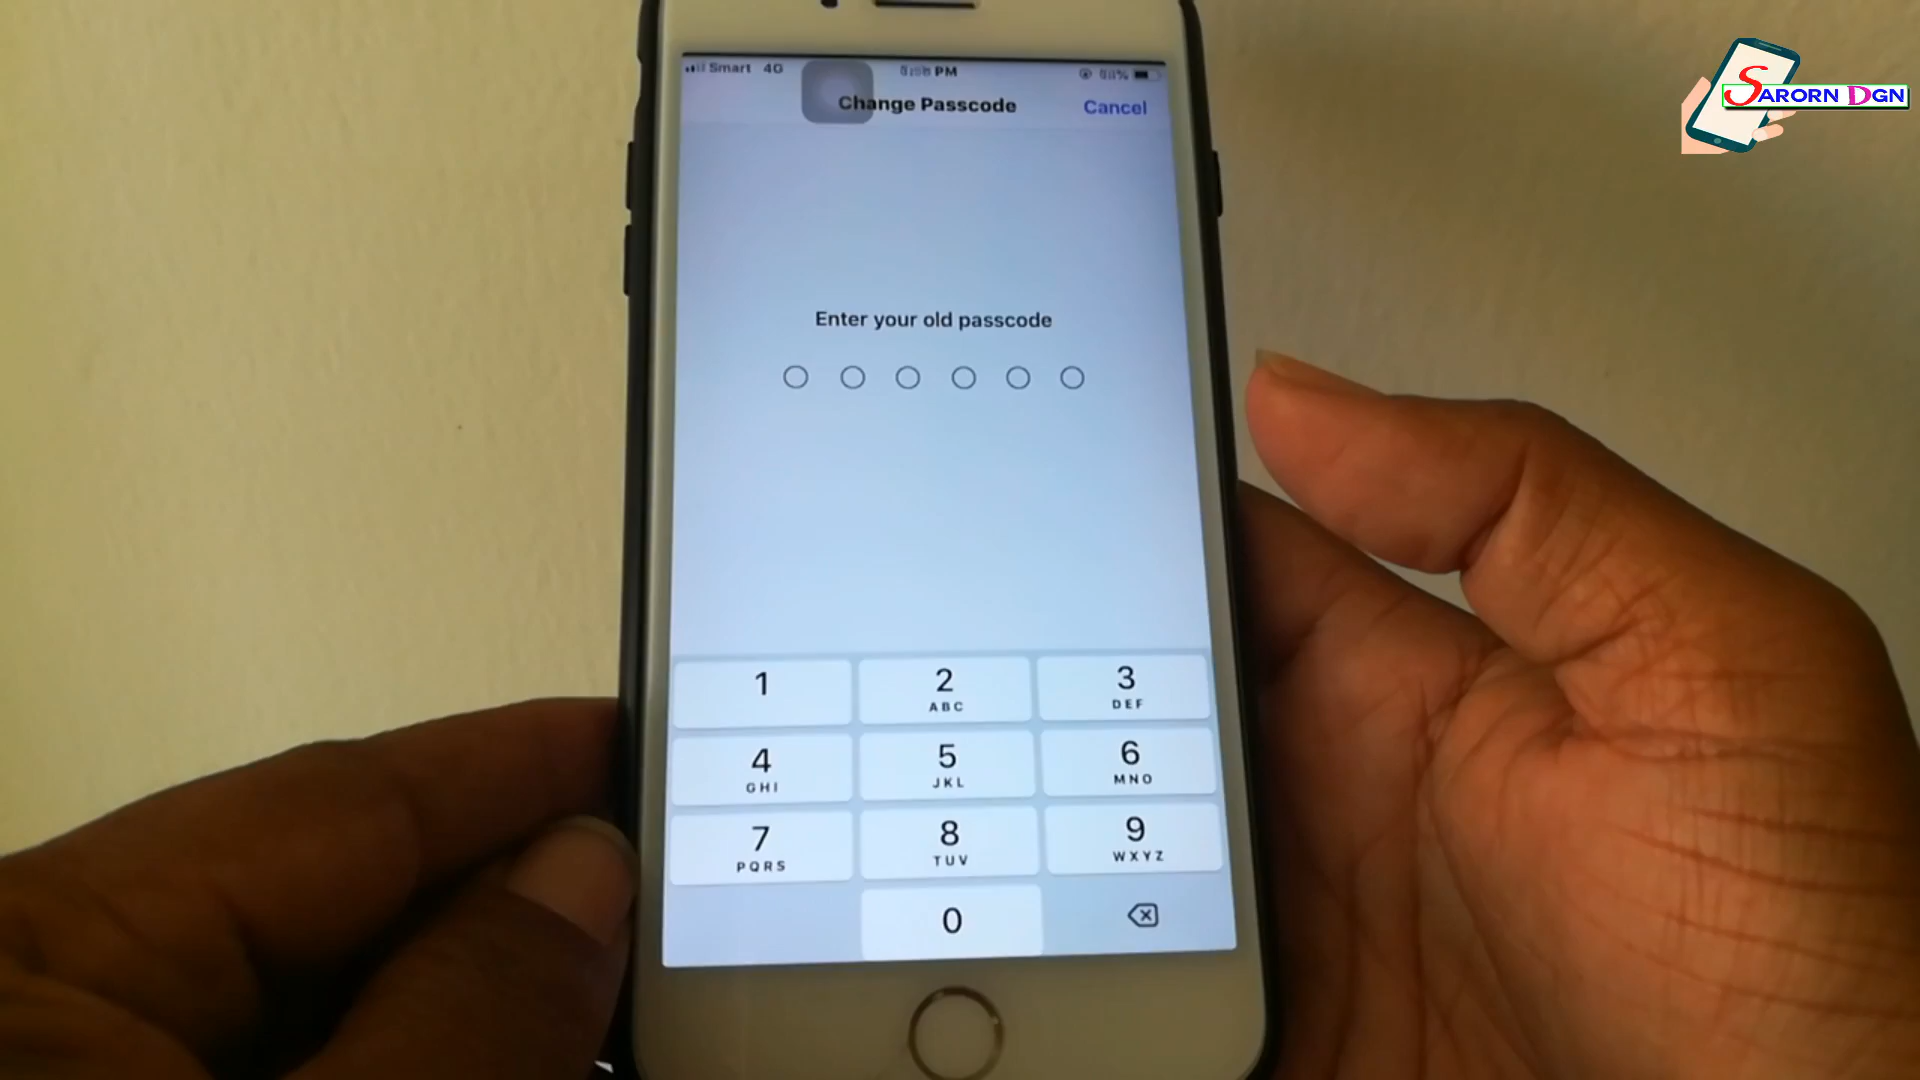 Smart 4G PM
Change Passcode Cancel
SARORN DGN
Enter your old passcode
1 2 3
ABC DEF
4 5 6
GHI JKL MNO
7 8 9
PQRS TUV WXYZ
0